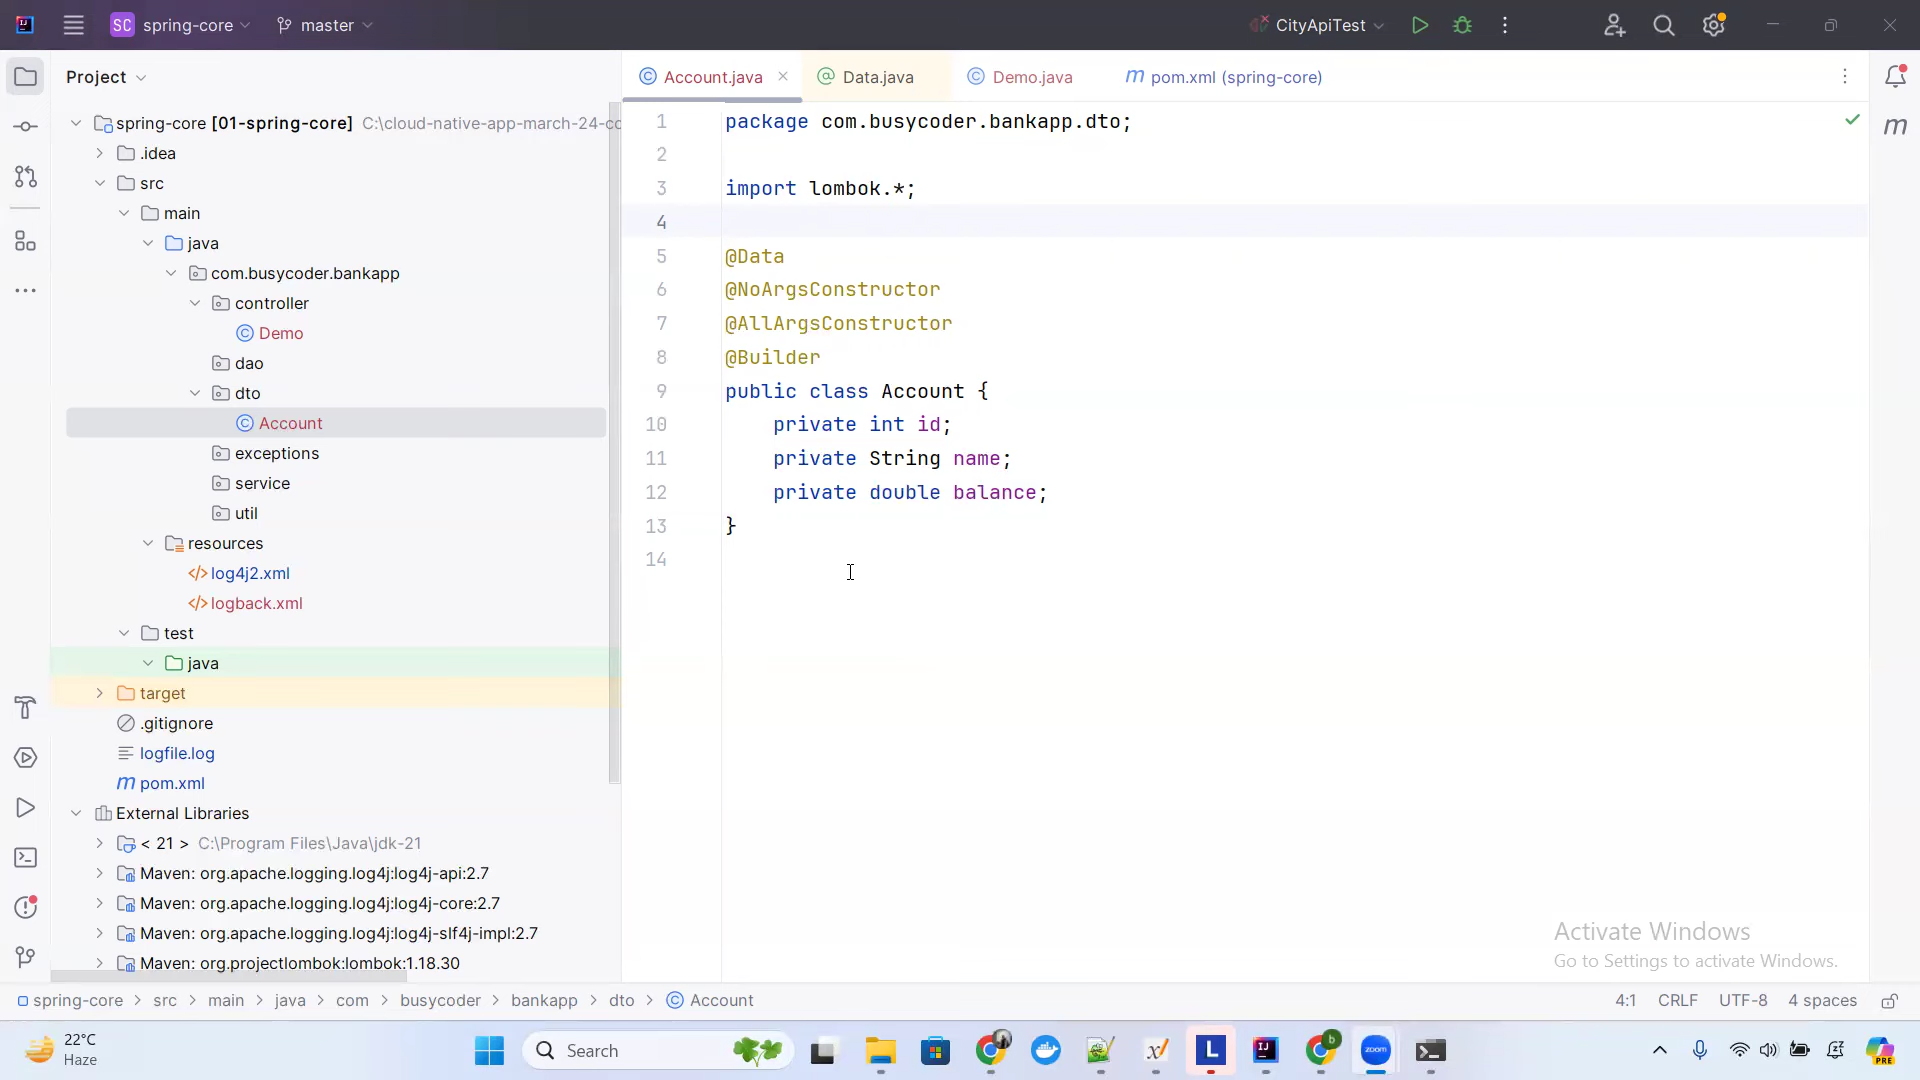 SC spring-core master CityApiTest
Project
Account.java Data.java Demo.java pom.xml (spring-core)
spring-core [01-spring-core] C:\cloud-native-app-march-24-co
.idea
src
main
java
com.busycoder.bankapp
controller
Demo
dao
dto
Account
exceptions
service
util
resources
log4j2.xml
logback.xml
test
java
target
.gitignore
logfile.log
pom.xml
External Libraries
< 21 > C:\Program Files\Java\jdk-21
Maven: org.apache.logging.log4j:log4j-api:2.7
Maven: org.apache.logging.log4j:log4j-core:2.7
Maven: org.apache.logging.log4j:log4j-slf4j-impl:2.7
Maven: org.projectlombok:lombok:1.18.30
1 package com.busycoder.bankapp.dto;
2
3 import lombok.*;
4
5 @Data
6 @NoArgsConstructor
7 @AllArgsConstructor
8 @Builder
9 public class Account {
10 private int id;
11 private String name;
12 private double balance;
13 }
14
Activate Windows
Go to Settings to activate Windows.
spring-core > src > main > java > com > busycoder > bankapp > dto > Account 4:1 CRLF UTF-8 4 spaces
22°C
Haze
Search
zoom
PRE